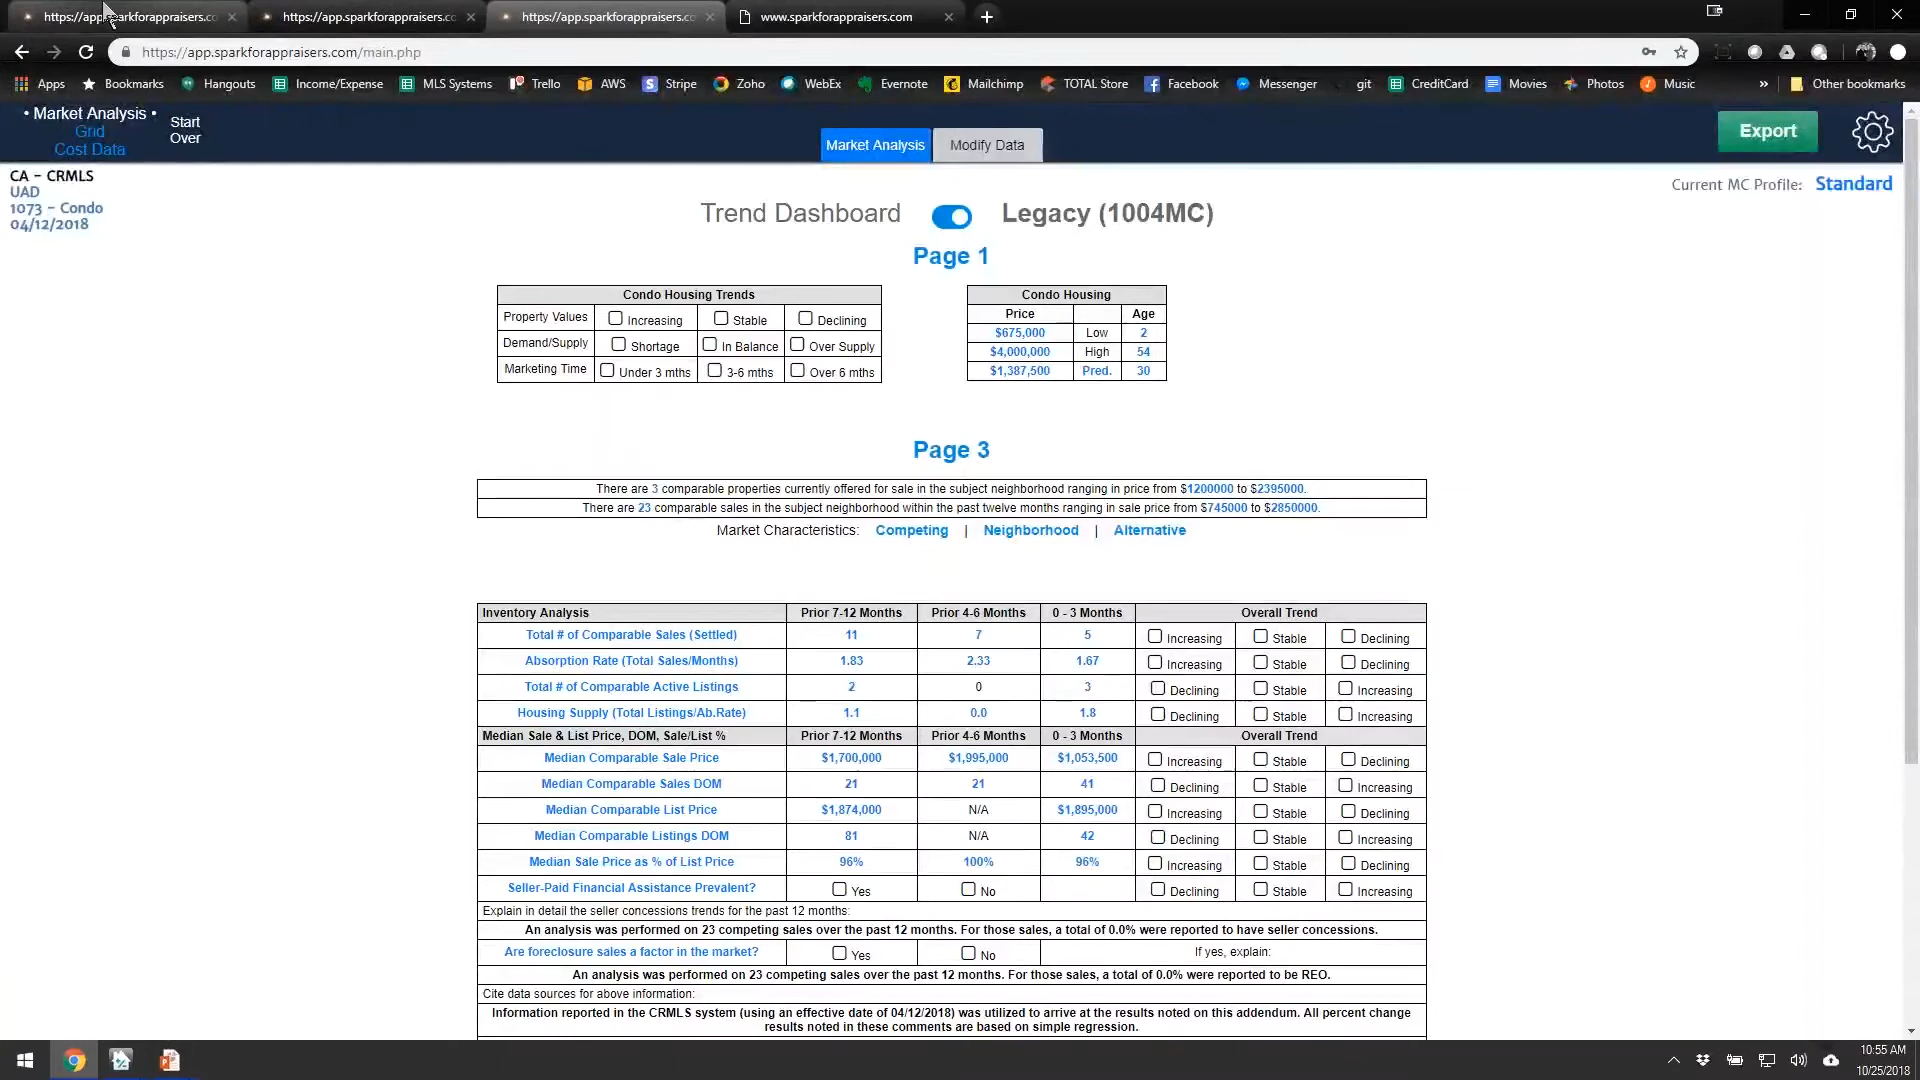 https://app.sparkforappraisers.co
https://app.sparkforappraisers.co
https://app.sparkforappraisers.co
www.sparkforappraisers.com
https://app.sparkforappraisers.com/main.php
Apps Bookmarks Hangouts Income/Expense MLS Systems Trello AWS Stripe Zoho WebEx Evernote Mailchimp TOTAL Store Facebook Messenger git CreditCard Movies Photos Music » Other bookmarks
• Market Analysis •
Grid
Cost Data
Start
Over
Market Analysis Modify Data
Export
CA - CRMLS
UAD
1073 - Condo
04/12/2018
Current MC Profile: Standard
Trend Dashboard Legacy (1004MC)
Page 1
Condo Housing Trends
Property Values Increasing Stable Declining
Demand/Supply Shortage In Balance Over Supply
Marketing Time Under 3 mths 3-6 mths Over 6 mths
Condo Housing
Price Age
$675,000 Low 2
$4,000,000 High 54
$1,387,500 Pred. 30
Page 3
There are 3 comparable properties currently offered for sale in the subject neighborhood ranging in price from $1200000 to $2395000.
There are 23 comparable sales in the subject neighborhood within the past twelve months ranging in sale price from $745000 to $2850000.
Market Characteristics: Competing | Neighborhood | Alternative
Inventory Analysis Prior 7-12 Months Prior 4-6 Months 0 - 3 Months Overall Trend
Total # of Comparable Sales (Settled) 11 7 5 Increasing Stable Declining
Absorption Rate (Total Sales/Months) 1.83 2.33 1.67 Increasing Stable Declining
Total # of Comparable Active Listings 2 0 3 Declining Stable Increasing
Housing Supply (Total Listings/Ab.Rate) 1.1 0.0 1.8 Declining Stable Increasing
Median Sale & List Price, DOM, Sale/List % Prior 7-12 Months Prior 4-6 Months 0 - 3 Months Overall Trend
Median Comparable Sale Price $1,700,000 $1,995,000 $1,053,500 Increasing Stable Declining
Median Comparable Sales DOM 21 21 41 Declining Stable Increasing
Median Comparable List Price $1,874,000 N/A $1,895,000 Increasing Stable Declining
Median Comparable Listings DOM 81 N/A 42 Declining Stable Increasing
Median Sale Price as % of List Price 96% 100% 96% Increasing Stable Declining
Seller-Paid Financial Assistance Prevalent? Yes No Declining Stable Increasing
Explain in detail the seller concessions trends for the past 12 months:
An analysis was performed on 23 competing sales over the past 12 months. For those sales, a total of 0.0% were reported to have seller concessions.
Are foreclosure sales a factor in the market? Yes No If yes, explain:
An analysis was performed on 23 competing sales over the past 12 months. For those sales, a total of 0.0% were reported to be REO.
Cite data sources for above information:
Information reported in the CRMLS system (using an effective date of 04/12/2018) was utilized to arrive at the results noted on this addendum. All percent change
results noted in these comments are based on simple regression.
10:55 AM
10/25/2018